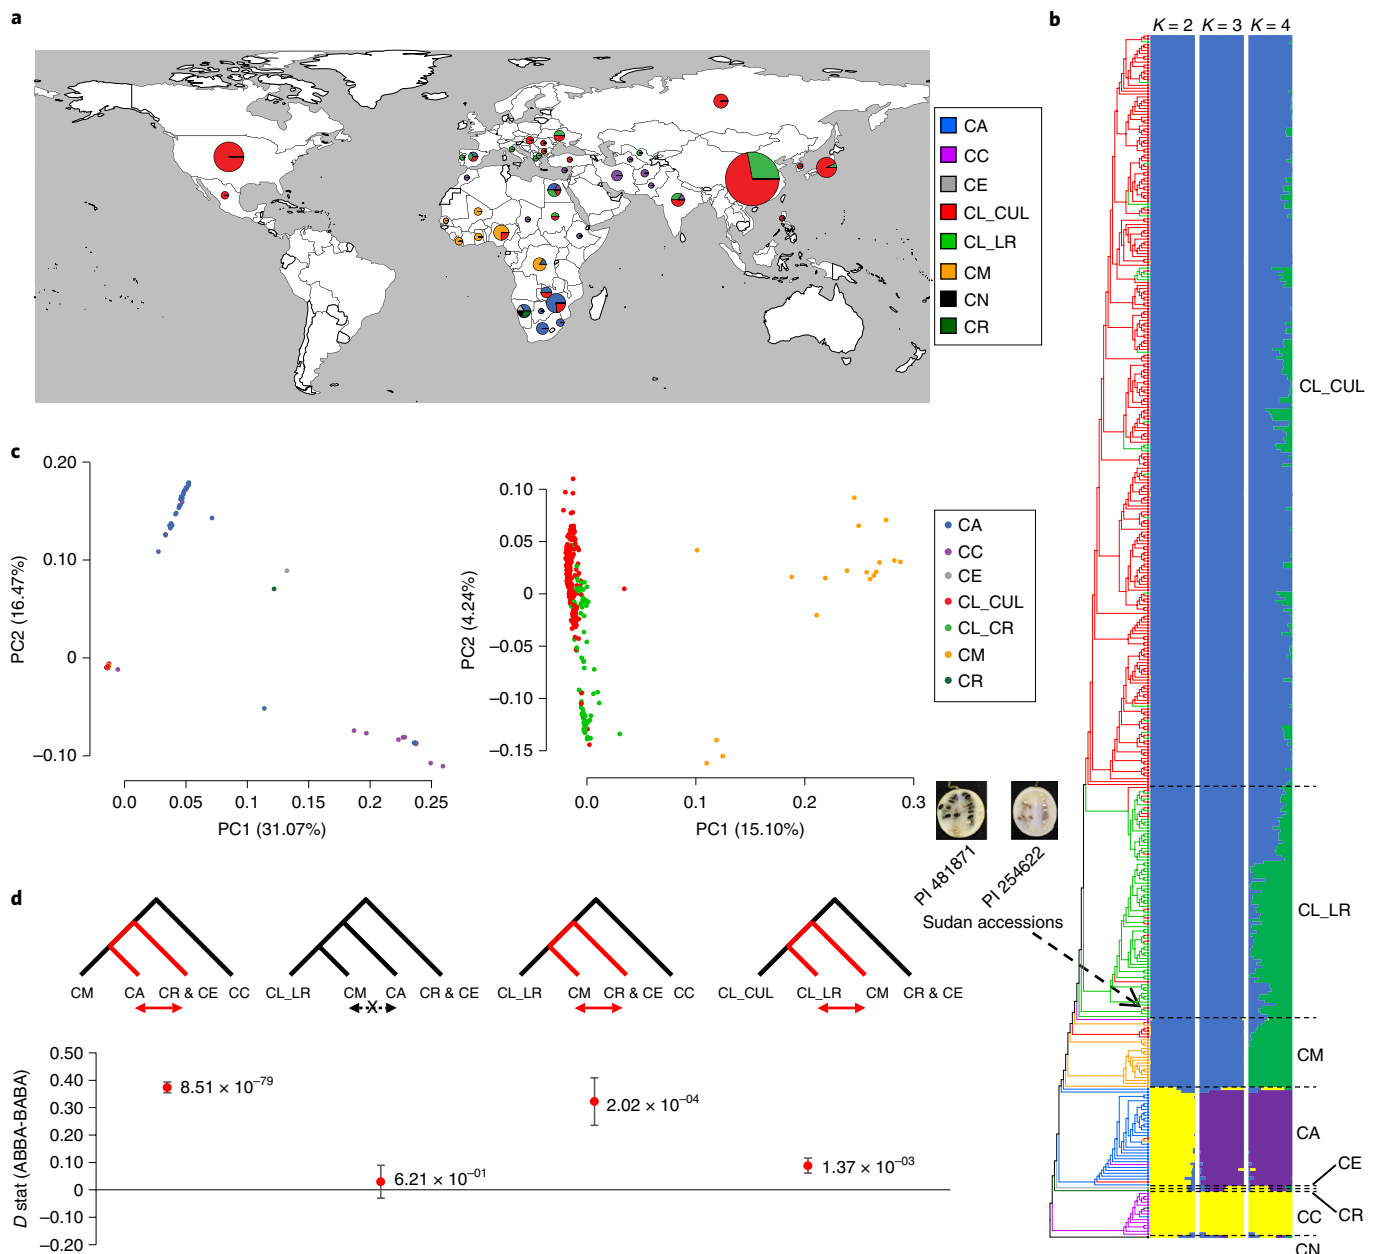 a
CA
CC
CE
CL_CUL
CL_LR
CM
CN
CR
b
K = 2 K = 3 K = 4
CL_CUL
CL_LR
CM
CA
CE
CR
CC
CN
c
0.20
0.10
0
–0.10
PC2 (16.47%)
0.0 0.05 0.10 0.15 0.2 0.25
PC1 (31.07%)
0.10
0.05
0
–0.05
–0.10
–0.15
PC2 (4.24%)
0.0 0.1 0.2 0.3
PC1 (15.10%)
CA
CC
CE
CL_CUL
CL_CR
CM
CR
PI 481871
PI 254622
Sudan accessions
d
CM CA CR & CE CC
CL_LR CM CA CR & CE
X
CL_LR CM CR & CE CC
CL_CUL CL_LR CM CR & CE
0.50
0.40
0.30
0.20
0.10
0
–0.10
–0.20
D stat (ABBA-BABA)
8.51 × 10⁻⁷⁹
6.21 × 10⁻⁰¹
2.02 × 10⁻⁰⁴
1.37 × 10⁻⁰³